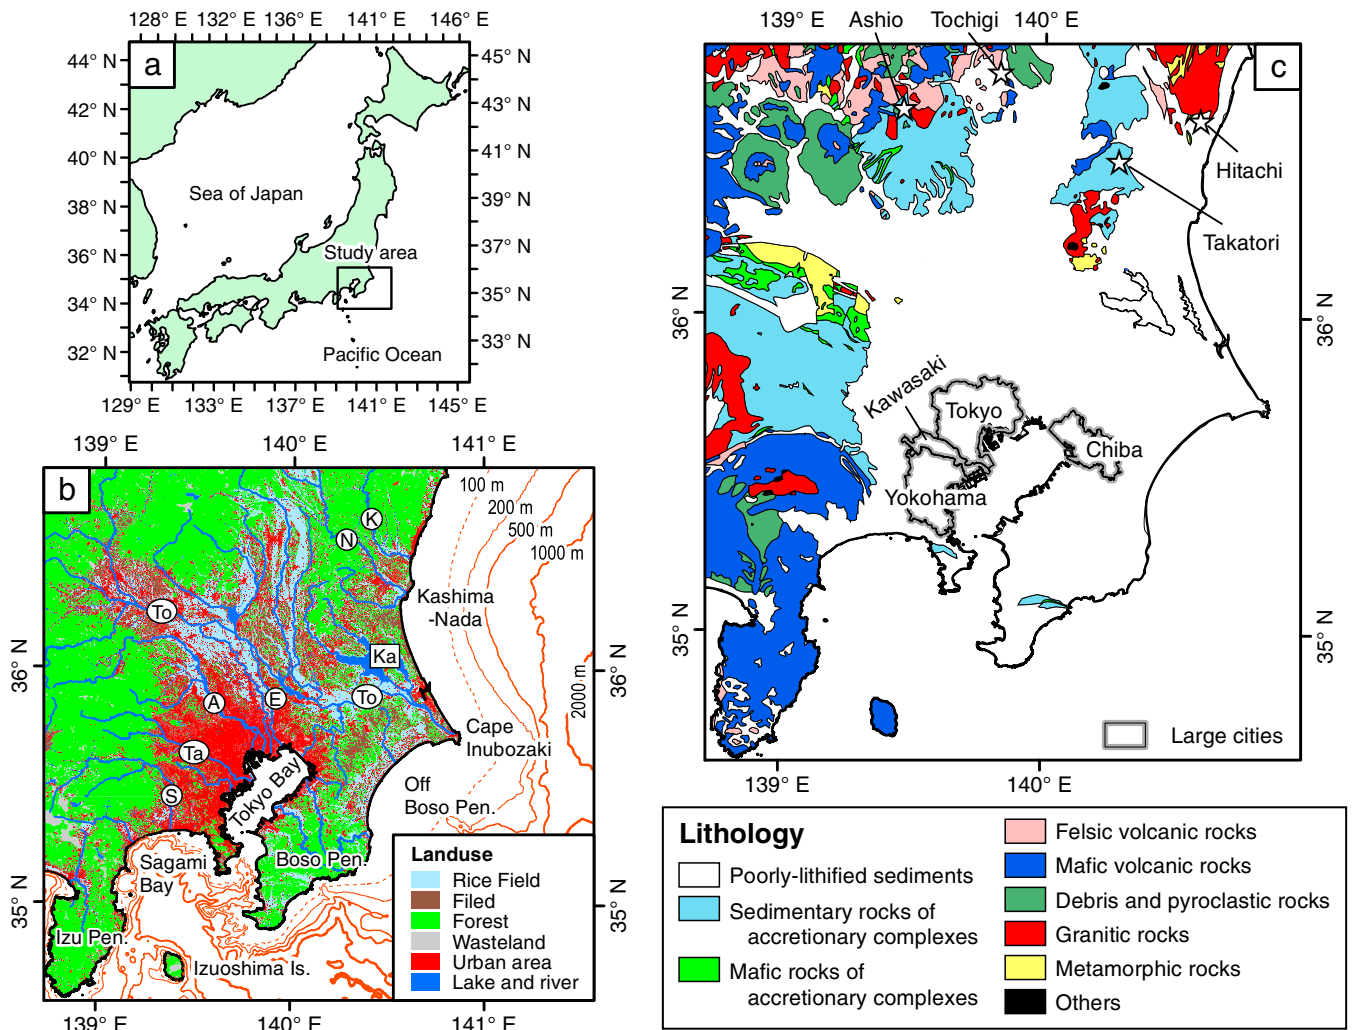 128° E 132° E 136° E 141° E 146° E
a
44° N
42° N
40° N
38° N
36° N
34° N
32° N
45° N
43° N
41° N
39° N
37° N
35° N
33° N
Sea of Japan
Study area
Pacific Ocean
129° E 133° E 137° E 141° E 145° E
139° E 140° E 141° E
b
100 m
200 m
500 m
1000 m
2000 m
K
N
To
Kashima
-Nada
Ka
36° N
36° N
A
E
To
Cape
Inubozaki
Ta
S
Tokyo Bay
Off
Boso Pen.
Sagami
Bay
Boso Pen.
35° N
35° N
Izu Pen.
Izuoshima Is.
Landuse
Rice Field
Filed
Forest
Wasteland
Urban area
Lake and river
139° E 140° E 141° E
139° E Ashio Tochigi 140° E
c
Hitachi
Takatori
36° N
36° N
Kawasaki
Tokyo
Chiba
Yokohama
35° N
35° N
Large cities
139° E 140° E
Lithology
Poorly-lithified sediments
Sedimentary rocks of
accretionary complexes
Mafic rocks of
accretionary complexes
Felsic volcanic rocks
Mafic volcanic rocks
Debris and pyroclastic rocks
Granitic rocks
Metamorphic rocks
Others